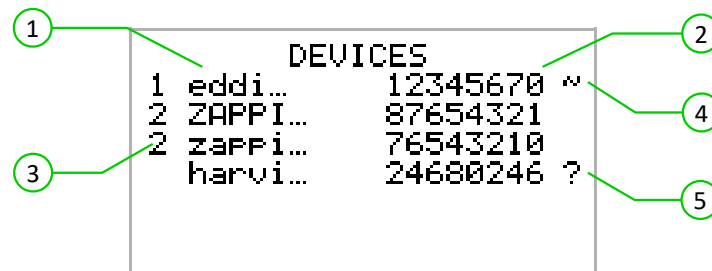 1
2
DEVICES
1 eddi… 12345670 ~
2 ZAPPI… 87654321
4
2 zappi… 76543210
3
harvi… 24680246 ?
5